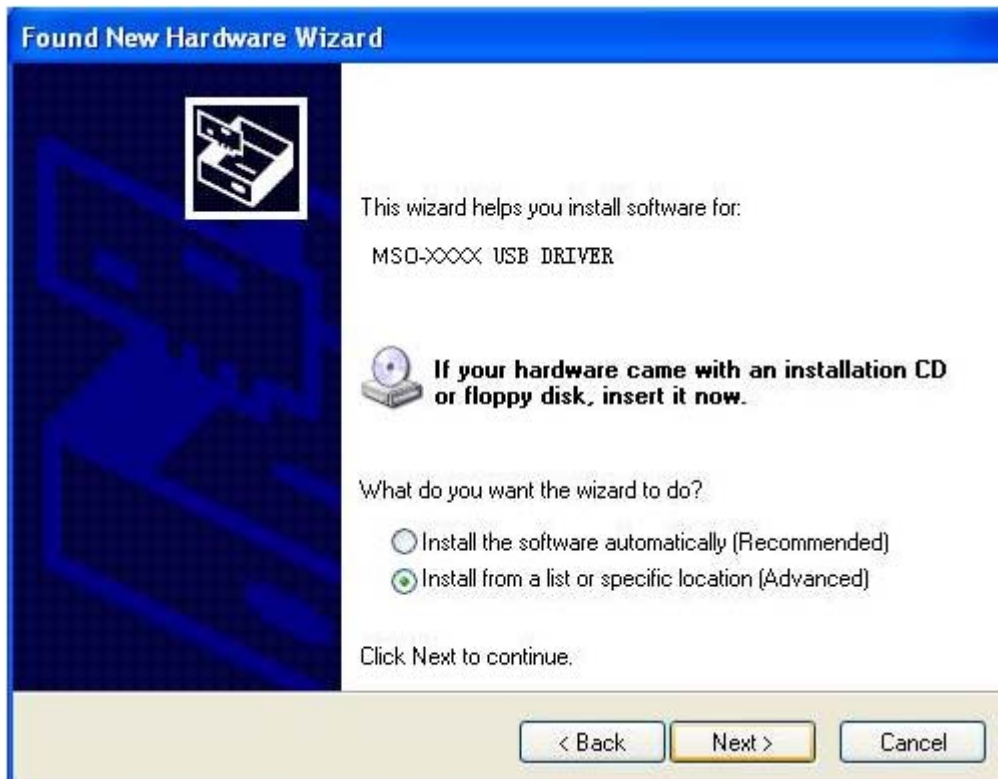 Found New Hardware Wizard
This wizard helps you install software for:
MSO-XXXX USB DRIVER
If your hardware came with an installation CD
or floppy disk, insert it now.
What do you want the wizard to do?
Install the software automatically (Recommended)
Install from a list or specific location (Advanced)
Click Next to continue.
< Back Next > Cancel